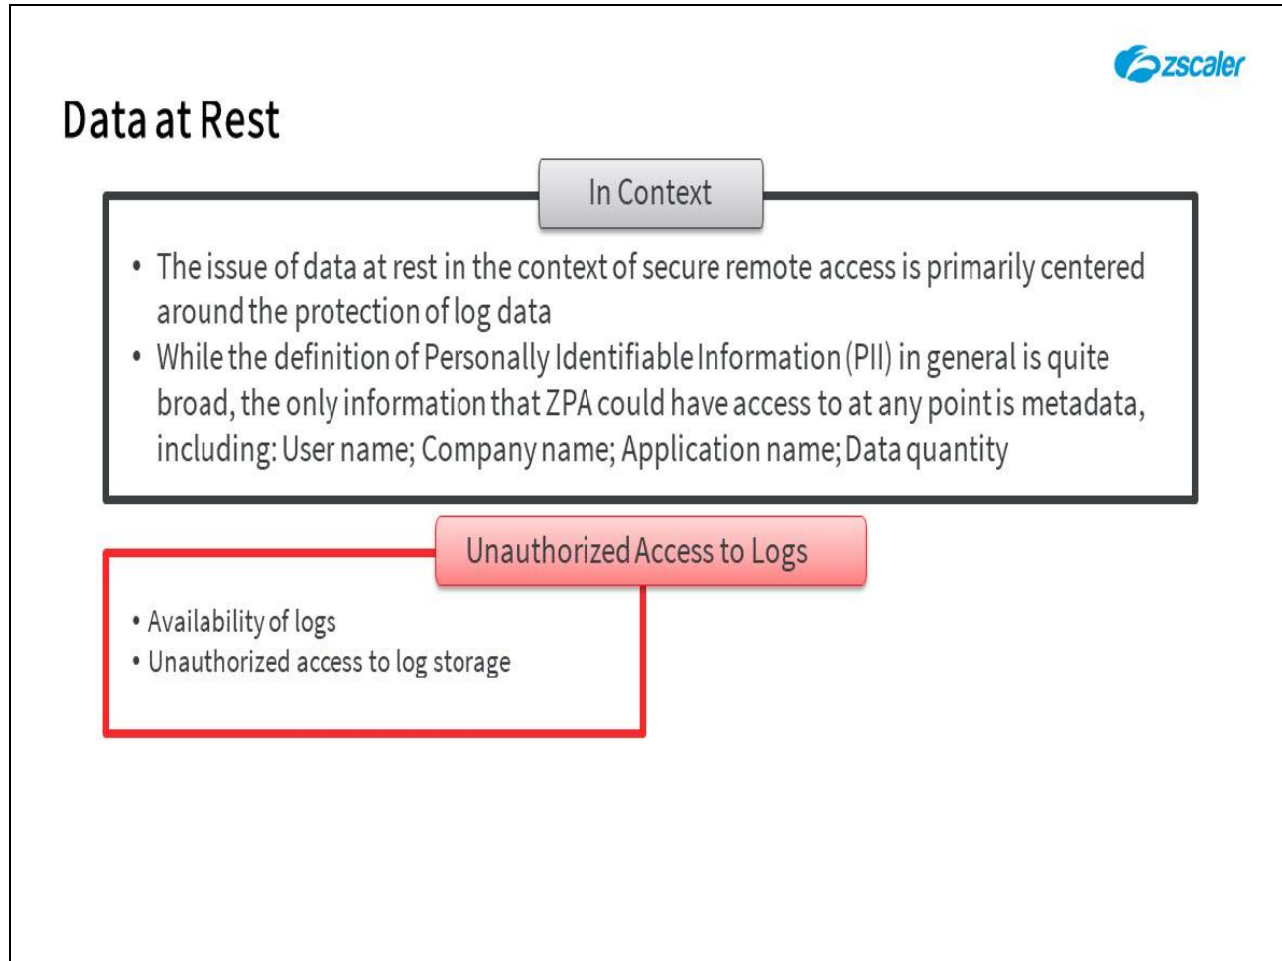 zscaler
Data at Rest
In Context
• The issue of data at rest in the context of secure remote access is primarily centered
around the protection of log data
• While the definition of Personally Identifiable Information (PII) in general is quite
broad, the only information that ZPA could have access to at any point is metadata,
including: User name; Company name; Application name; Data quantity
Unauthorized Access to Logs
• Availability of logs
• Unauthorized access to log storage